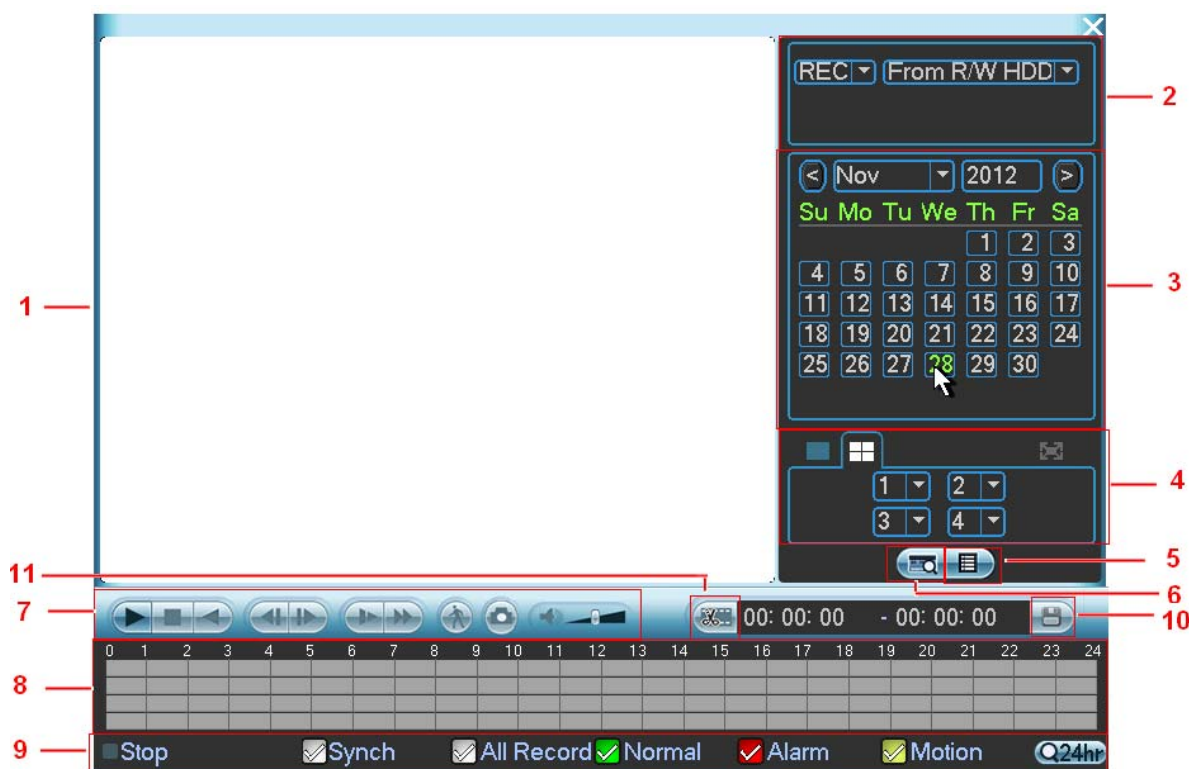 REC From R/W HDD
2
Nov 2012
Su Mo Tu We Th Fr Sa
1 2 3
4 5 6 7 8 9 10
11 12 13 14 15 16 17
18 19 20 21 22 23 24
25 26 27 28 29 30
1
3
1 2
3 4
4
5
6
11
7
00: 00: 00 - 00: 00: 00
10
0 1 2 3 4 5 6 7 8 9 10 11 12 13 14 15 16 17 18 19 20 21 22 23 24
8
9
Stop Synch All Record Normal Alarm Motion 24hr